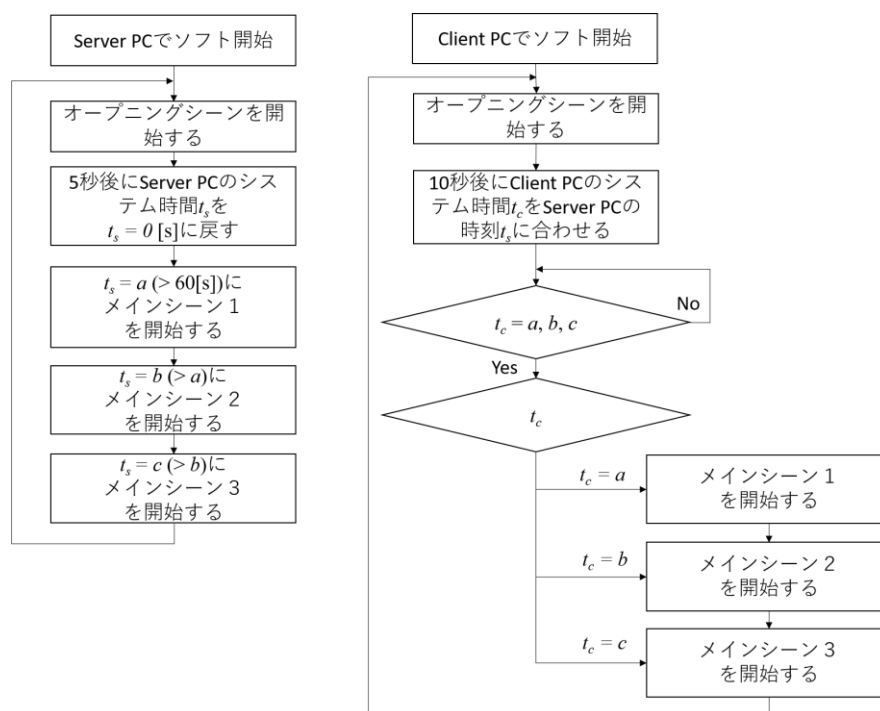 Server PCでソフト開始
オープニングシーンを開
始する
5秒後にServer PCのシス
テム時間tₛを
tₛ = 0 [s]に戻す
tₛ = a (> 60[s])に
メインシーン1
を開始する
tₛ = b (> a)に
メインシーン2
を開始する
tₛ = c (> b)に
メインシーン3
を開始する
Client PCでソフト開始
オープニングシーンを開
始する
10秒後にClient PCのシス
テム時間t_cをServer PCの
時刻tₛに合わせる
t_c = a, b, c
No
Yes
t_c
t_c = a
メインシーン1
を開始する
t_c = b
メインシーン2
を開始する
t_c = c
メインシーン3
を開始する